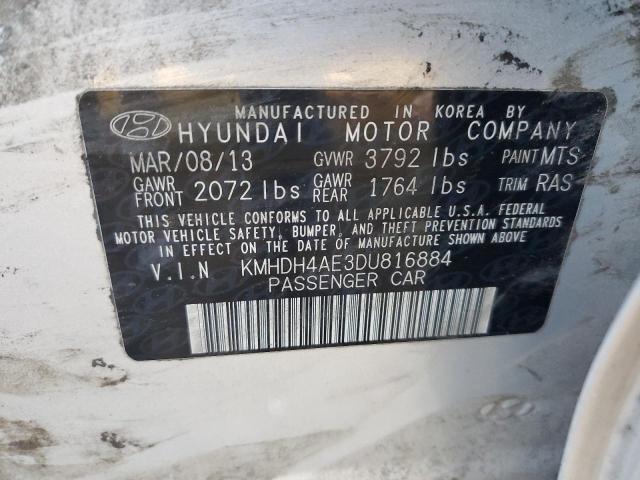 MANUFACTURED IN KOREA BY
HYUNDAI MOTOR COMPANY
MAR/08/13 GVWR 3792 lbs PAINT MTS
GAWR FRONT 2072 lbs GAWR REAR 1764 lbs TRIM RAS
THIS VEHICLE CONFORMS TO ALL APPLICABLE U.S.A. FEDERAL
MOTOR VEHICLE SAFETY, BUMPER, AND THEFT PREVENTION STANDARDS
IN EFFECT ON THE DATE OF MANUFACTURE SHOWN ABOVE
V.I.N KMHDH4AE3DU816884
PASSENGER CAR